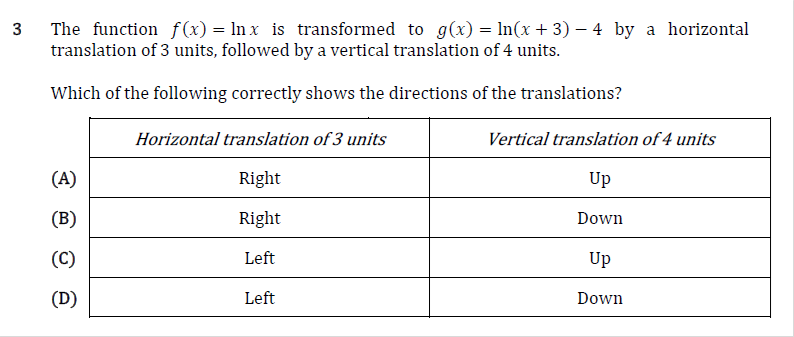 3 The function f(x) = ln x is transformed to g(x) = ln(x + 3) − 4 by a horizontal
translation of 3 units, followed by a vertical translation of 4 units.
Which of the following correctly shows the directions of the translations?
Horizontal translation of 3 units Vertical translation of 4 units
(A) Right Up
(B) Right Down
(C) Left Up
(D) Left Down